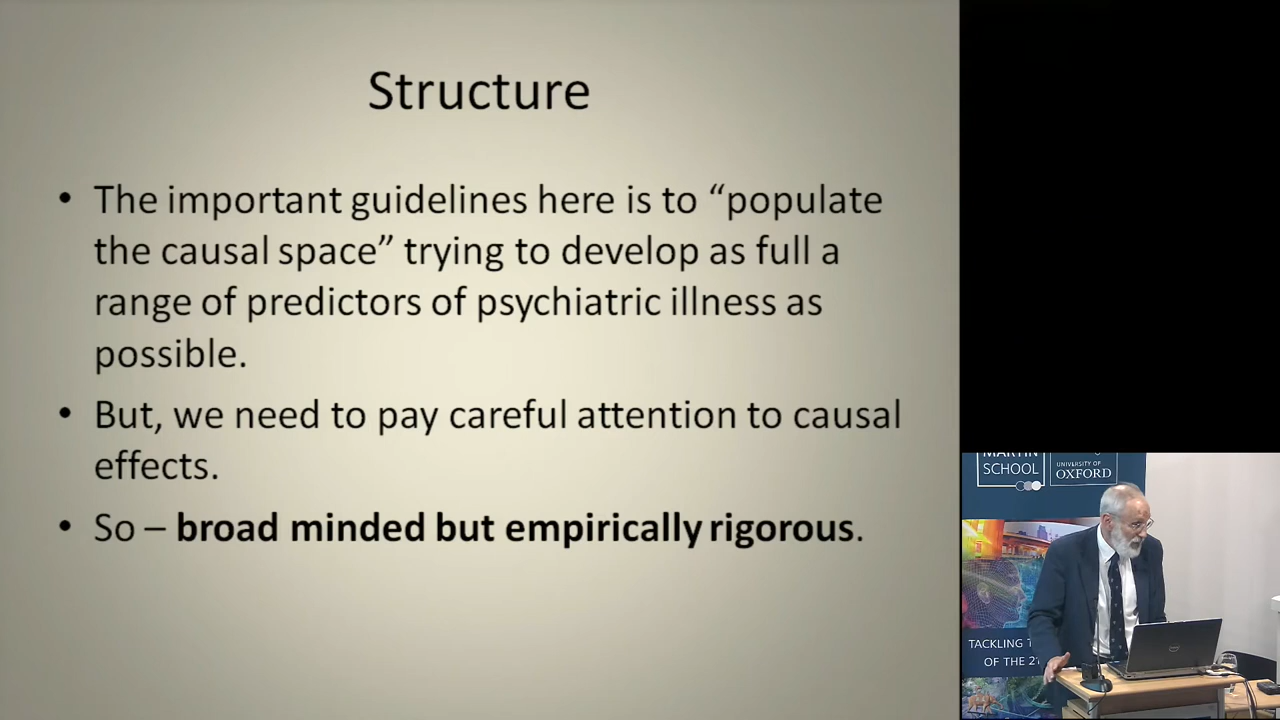 Structure
• The important guidelines here is to “populate
the causal space” trying to develop as full a
range of predictors of psychiatric illness as
possible.
• But, we need to pay careful attention to causal
effects.
• So – broad minded but empirically rigorous.
MARTIN
SCHOOL
UNIVERSITY OF
OXFORD
TACKLING
OF THE